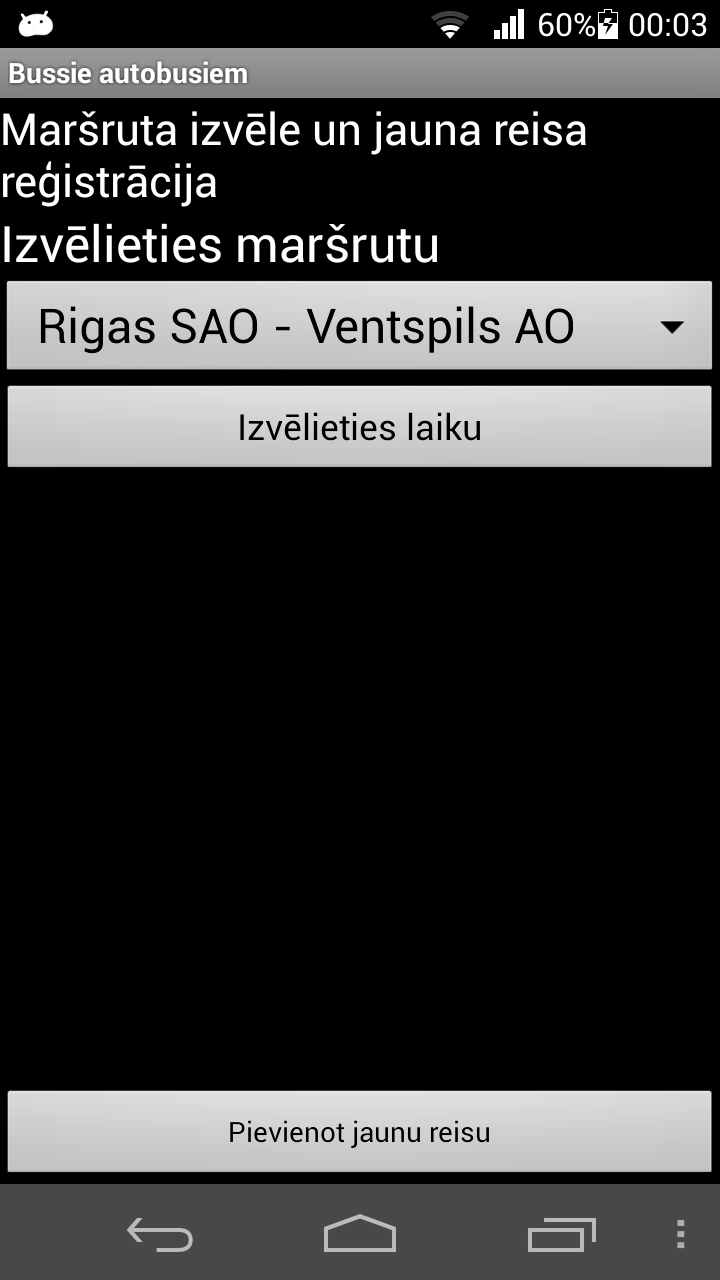 60% 00:03
Bussie autobusiem
Maršruta izvēle un jauna reisa
reģistrācija
Izvēlieties maršrutu
Rigas SAO - Ventspils AO
Izvēlieties laiku
Pievienot jaunu reisu